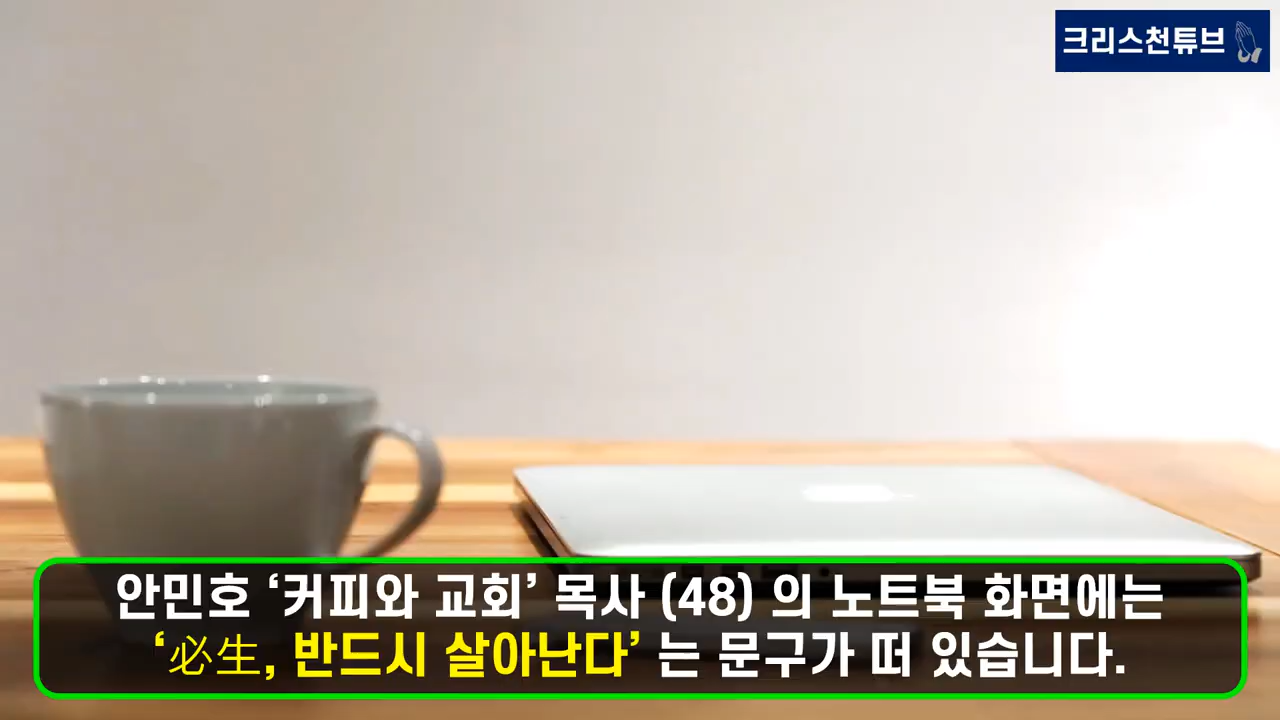 크리스천튜브
안민호 ‘커피와 교회’ 목사 (48) 의 노트북 화면에는
‘必生, 반드시 살아난다’ 는 문구가 떠 있습니다.